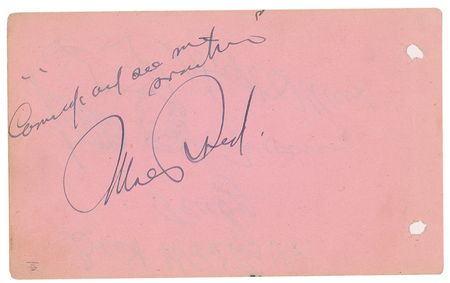 "Come up and see me
sometime"
Mae West.